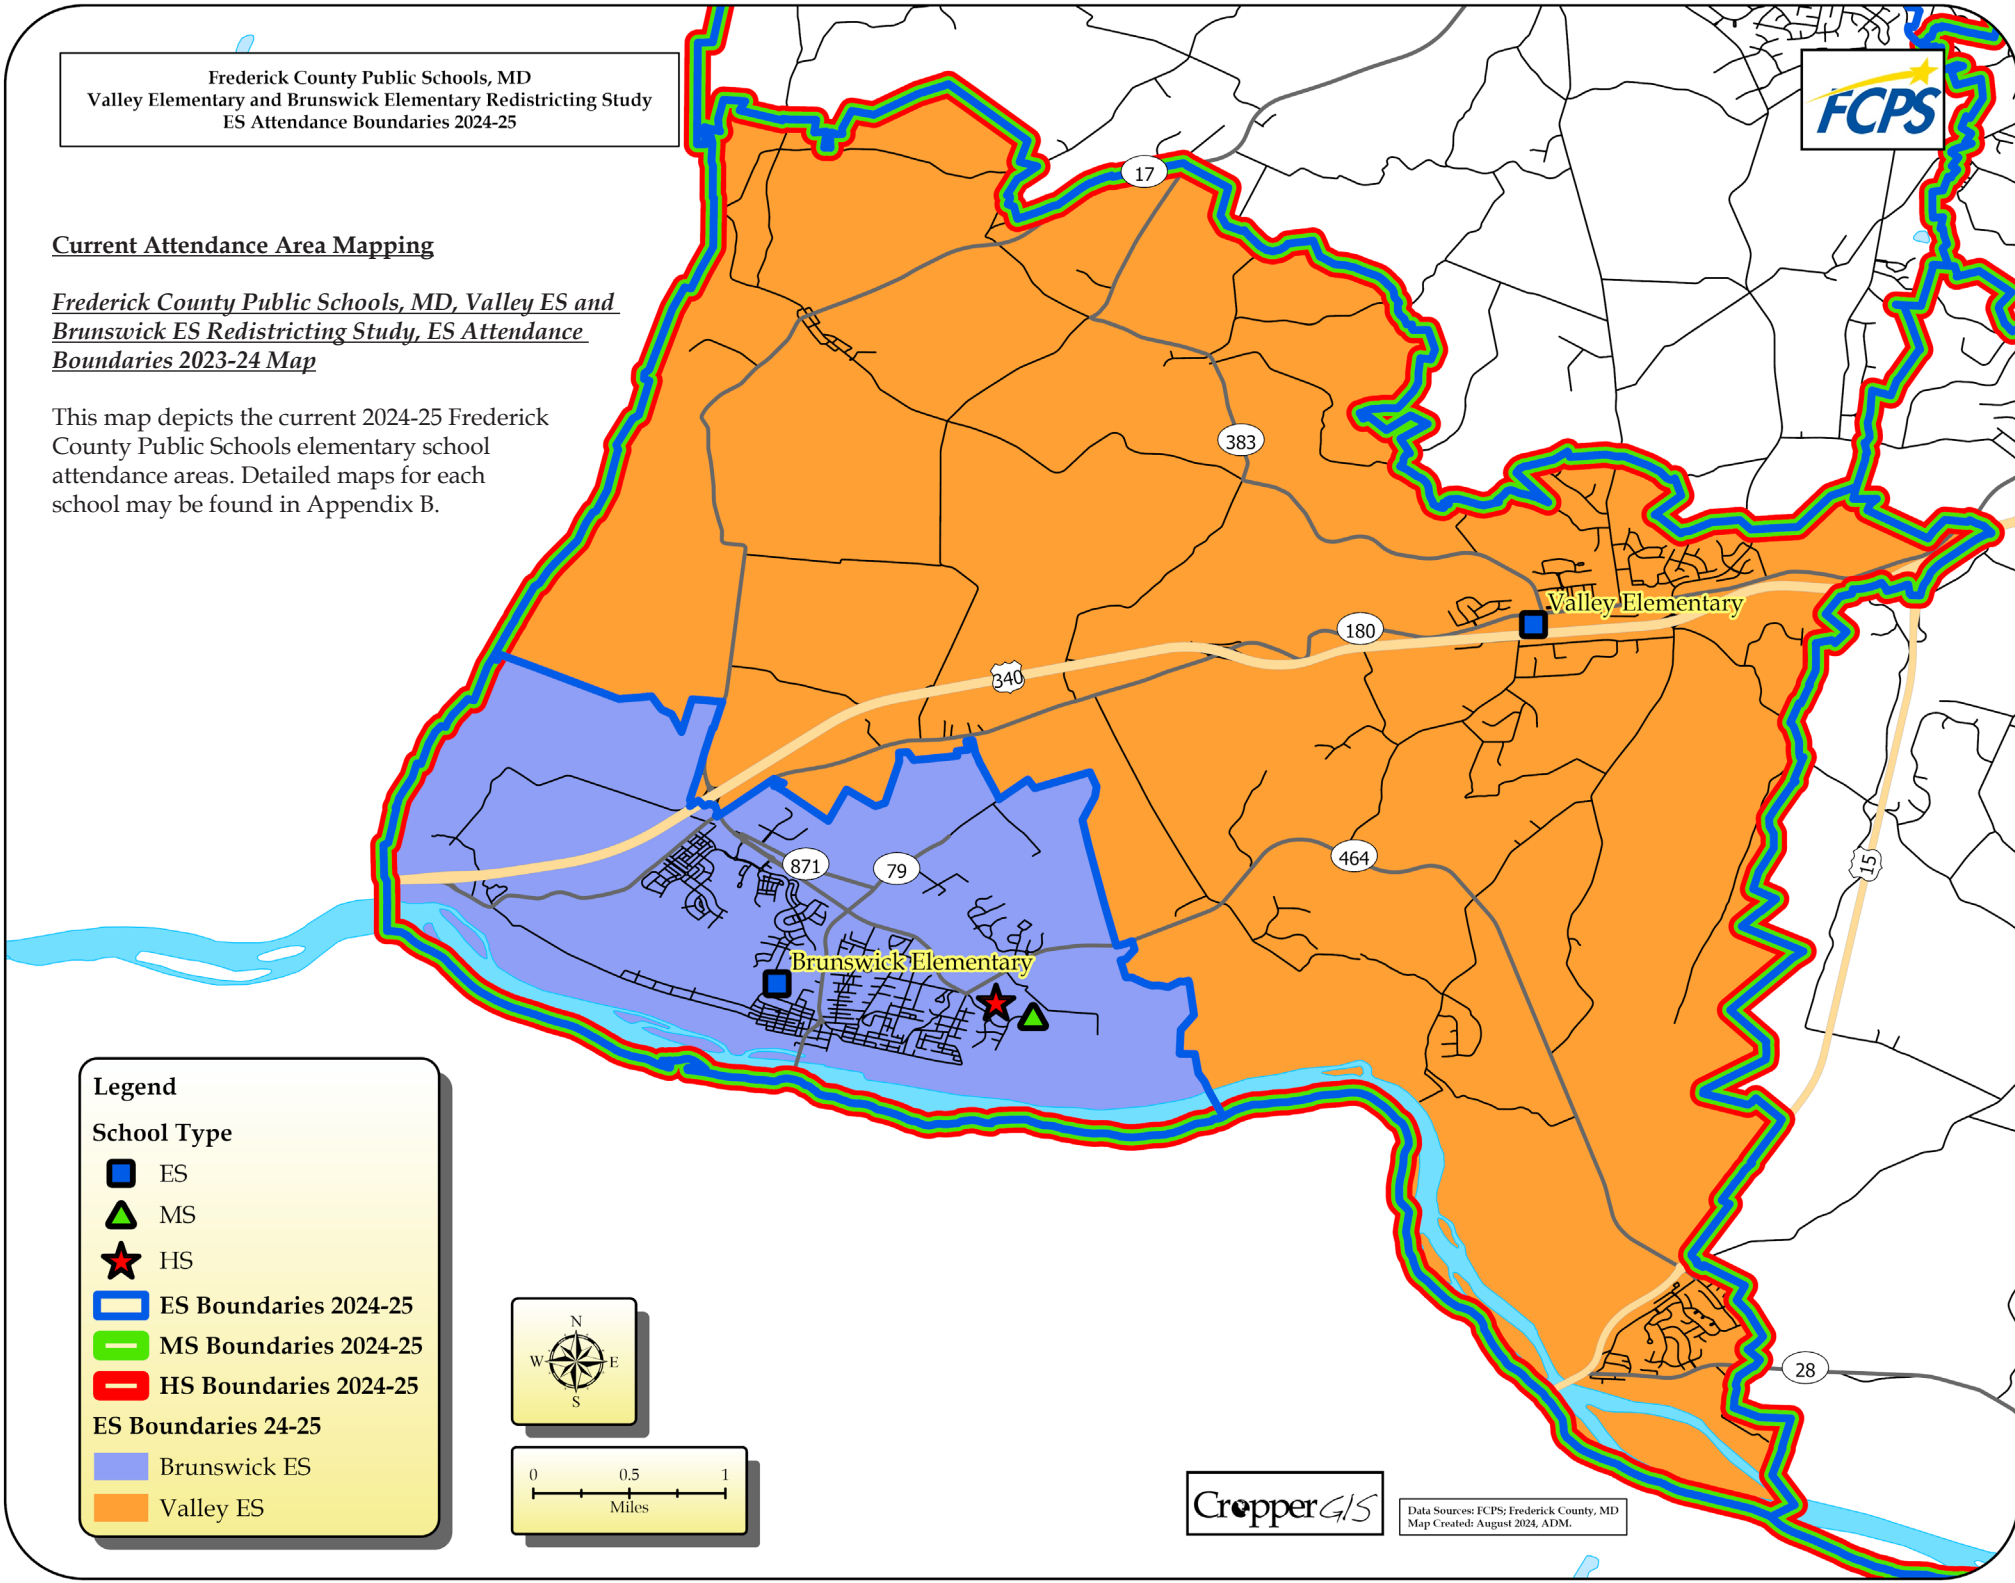 Frederick County Public Schools, MD
Valley Elementary and Brunswick Elementary Redistricting Study
ES Attendance Boundaries 2024-25
FCPS
Current Attendance Area Mapping
Frederick County Public Schools, MD, Valley ES and
Brunswick ES Redistricting Study, ES Attendance
Boundaries 2023-24 Map
This map depicts the current 2024-25 Frederick
County Public Schools elementary school
attendance areas. Detailed maps for each
school may be found in Appendix B.
17
383
180
Valley Elementary
340
871
79
464
15
Brunswick Elementary
28
Legend
School Type
ES
MS
HS
ES Boundaries 2024-25
MS Boundaries 2024-25
HS Boundaries 2024-25
ES Boundaries 24-25
Brunswick ES
Valley ES
N
W E
S
0 0.5 1
Miles
Cropper GIS
Data Sources: FCPS; Frederick County, MD
Map Created: August 2024, ADM.